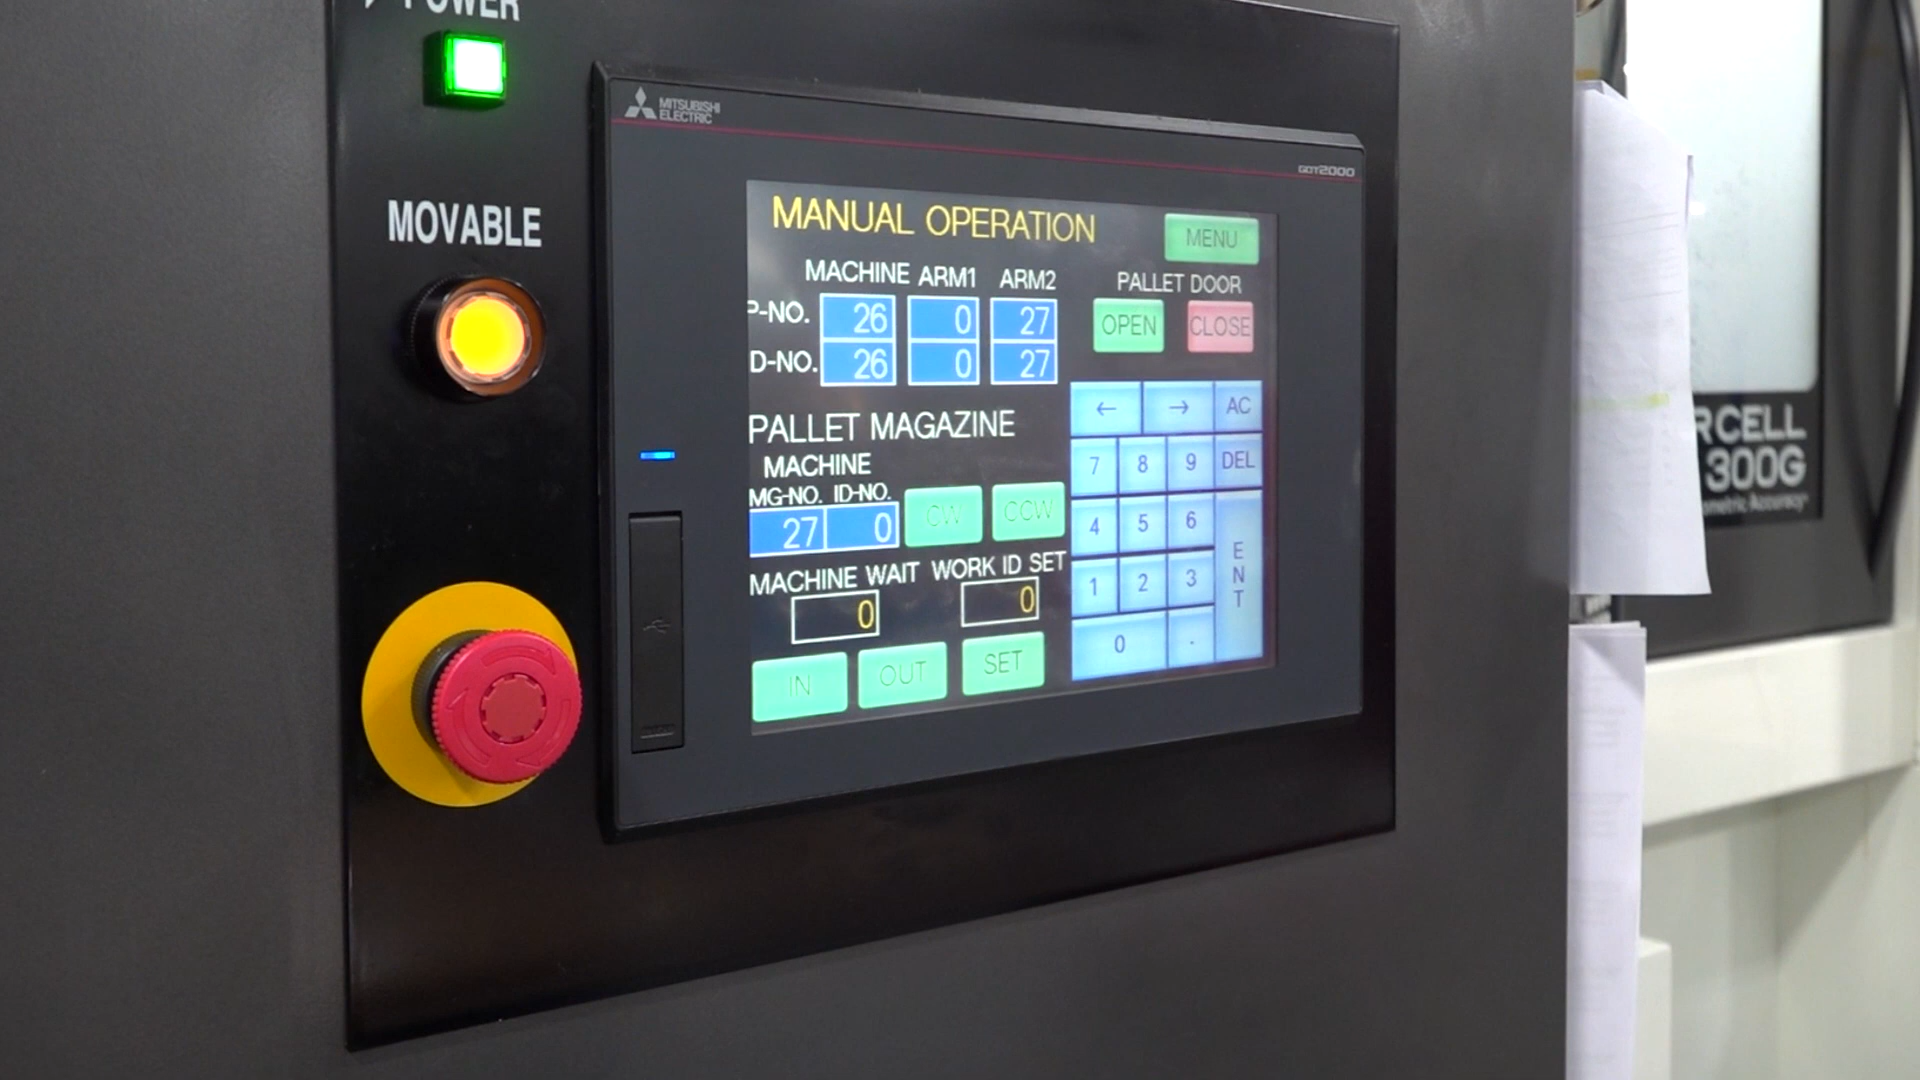 POWER
MOVABLE
MITSUBISHI
ELECTRIC
GOT2000
MANUAL OPERATION
MENU
MACHINE ARM1 ARM2
PALLET DOOR
P-NO. 26 0 27
OPEN CLOSE
D-NO. 26 0 27
← → AC
PALLET MAGAZINE
MACHINE
7 8 9 DEL
MG-NO. ID-NO.
27 0 CW CCW
4 5 6
ENT
MACHINE WAIT WORK ID SET
0 0
1 2 3
IN OUT SET
0 .
RCELL
300G
Accuracy